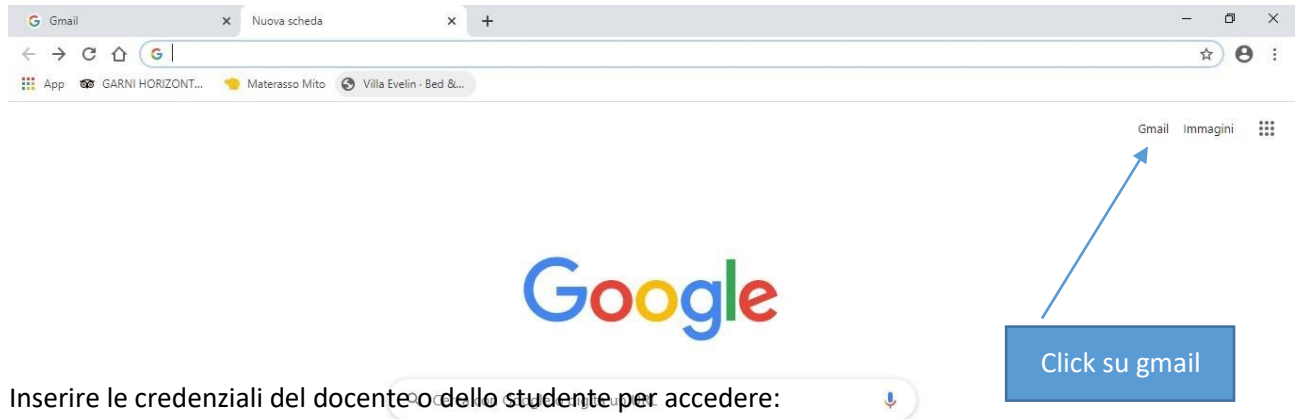 Gmail
Nuova scheda
G
App GARNI HORIZONT... Materasso Mito Villa Evelin - Bed &...
Gmail Immagini
Google
Click su gmail
Inserire le credenziali del docente o dello studente per accedere: